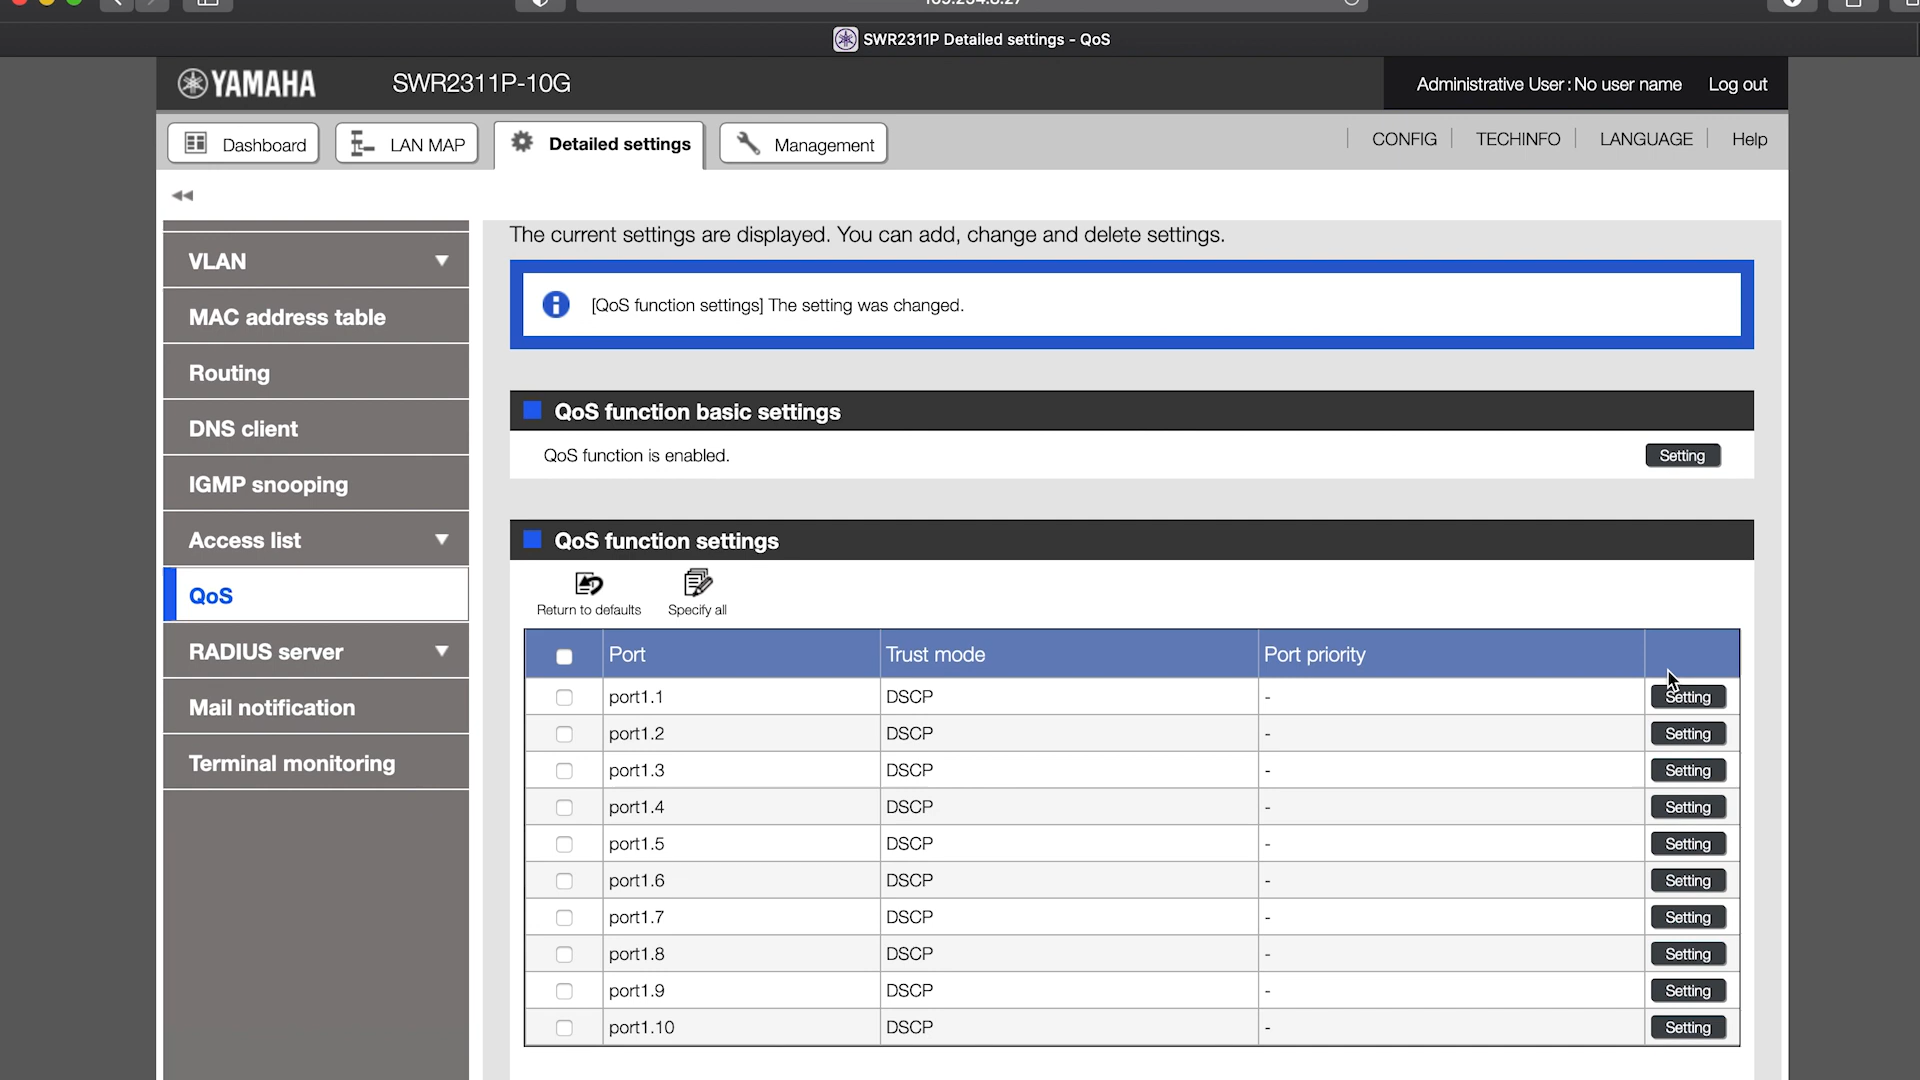 SWR2311P Detailed settings - QoS
YAMAHA
SWR2311P-10G
Administrative User : No user name
Log out
Dashboard
LAN MAP
Detailed settings
Management
CONFIG
TECHINFO
LANGUAGE
Help
VLAN
MAC address table
Routing
DNS client
IGMP snooping
Access list
QoS
RADIUS server
Mail notification
Terminal monitoring
The current settings are displayed. You can add, change and delete settings.
[QoS function settings] The setting was changed.
QoS function basic settings
QoS function is enabled.
Setting
QoS function settings
Return to defaults
Specify all
Port Trust mode Port priority
port1.1 DSCP - Setting
port1.2 DSCP - Setting
port1.3 DSCP - Setting
port1.4 DSCP - Setting
port1.5 DSCP - Setting
port1.6 DSCP - Setting
port1.7 DSCP - Setting
port1.8 DSCP - Setting
port1.9 DSCP - Setting
port1.10 DSCP - Setting